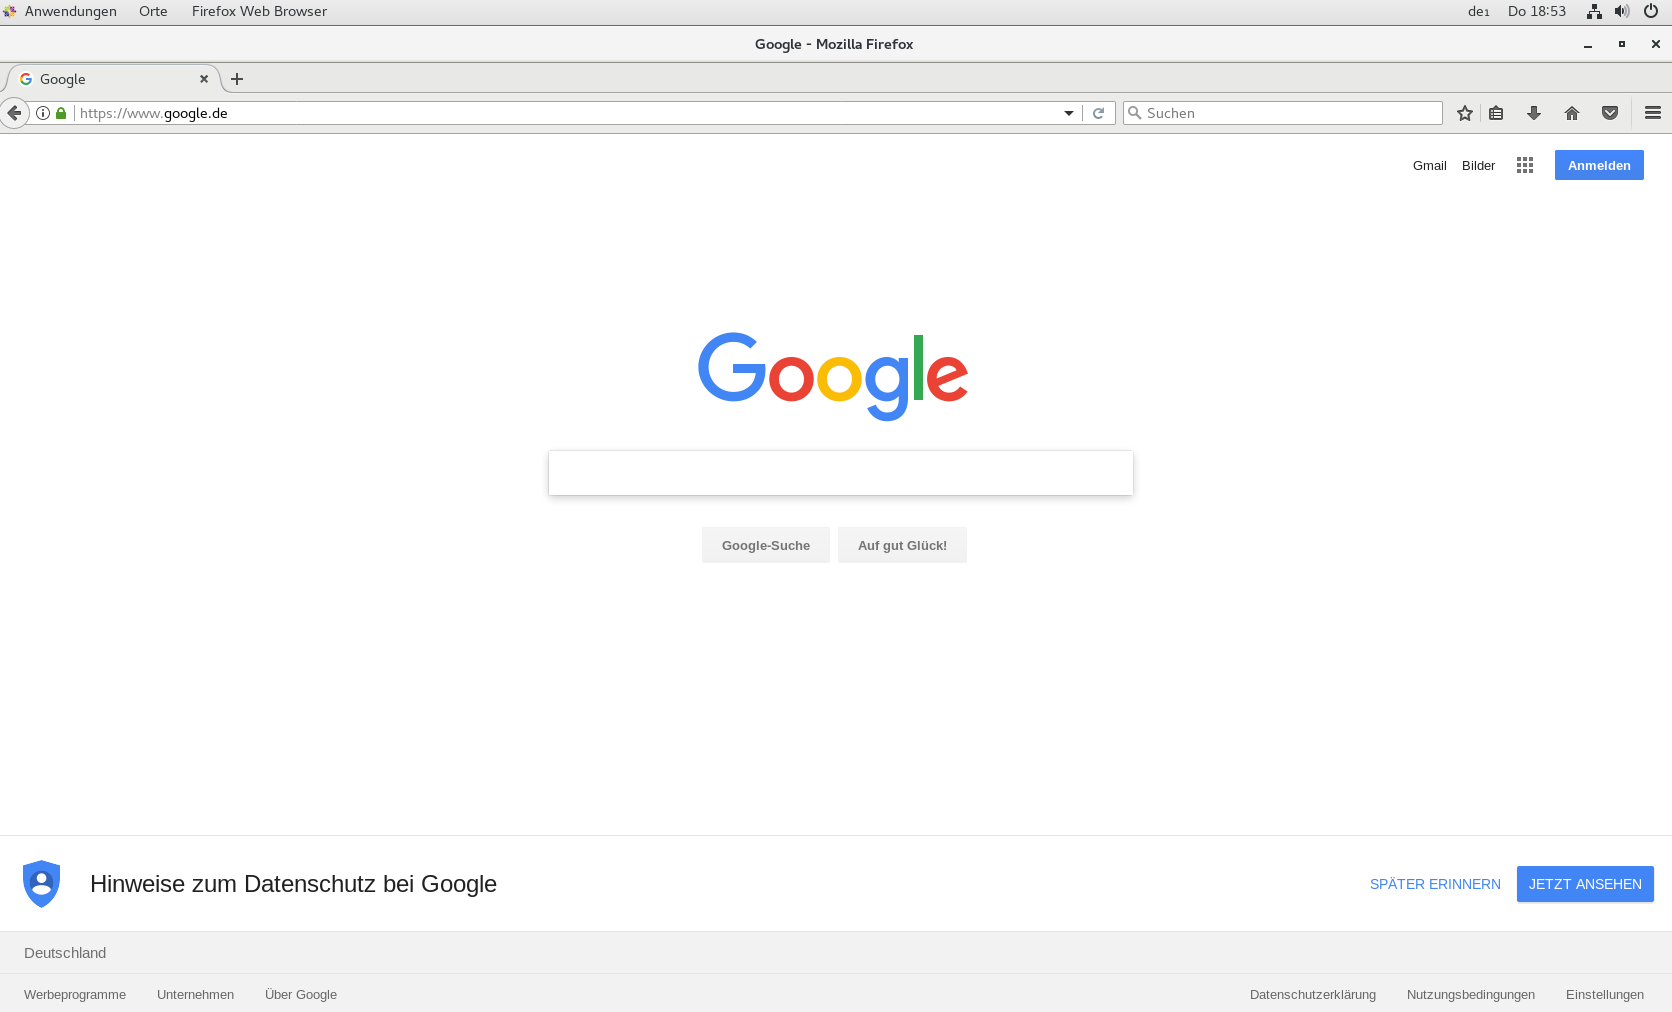 Anwendungen Orte Firefox Web Browser de₁ Do 18:53
Google - Mozilla Firefox
Google
https://www.google.de Suchen
Gmail Bilder Anmelden
Google
Google-Suche Auf gut Glück!
Hinweise zum Datenschutz bei Google SPÄTER ERINNERN JETZT ANSEHEN
Deutschland
Werbeprogramme Unternehmen Über Google Datenschutzerklärung Nutzungsbedingungen Einstellungen